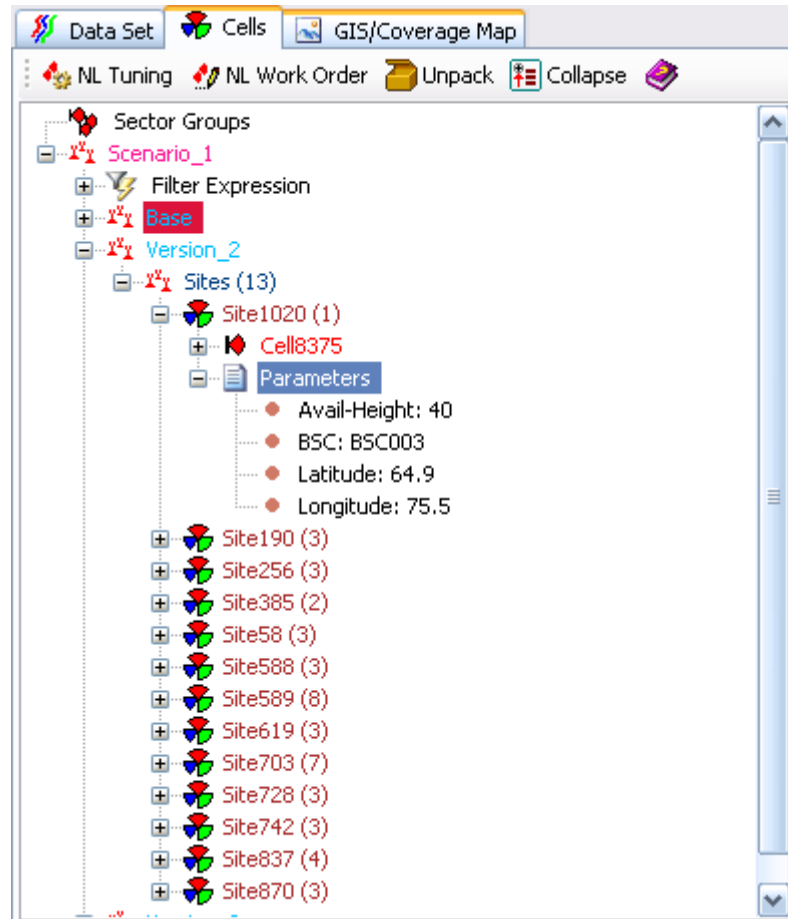 Data Set Cells GIS/Coverage Map
NL Tuning NL Work Order Unpack Collapse
Sector Groups
Scenario_1
Filter Expression
Base
Version_2
Sites (13)
Site1020 (1)
Cell8375
Parameters
Avail-Height: 40
BSC: BSC003
Latitude: 64.9
Longitude: 75.5
Site190 (3)
Site256 (3)
Site385 (2)
Site58 (3)
Site588 (3)
Site589 (8)
Site619 (3)
Site703 (7)
Site728 (3)
Site742 (3)
Site837 (4)
Site870 (3)